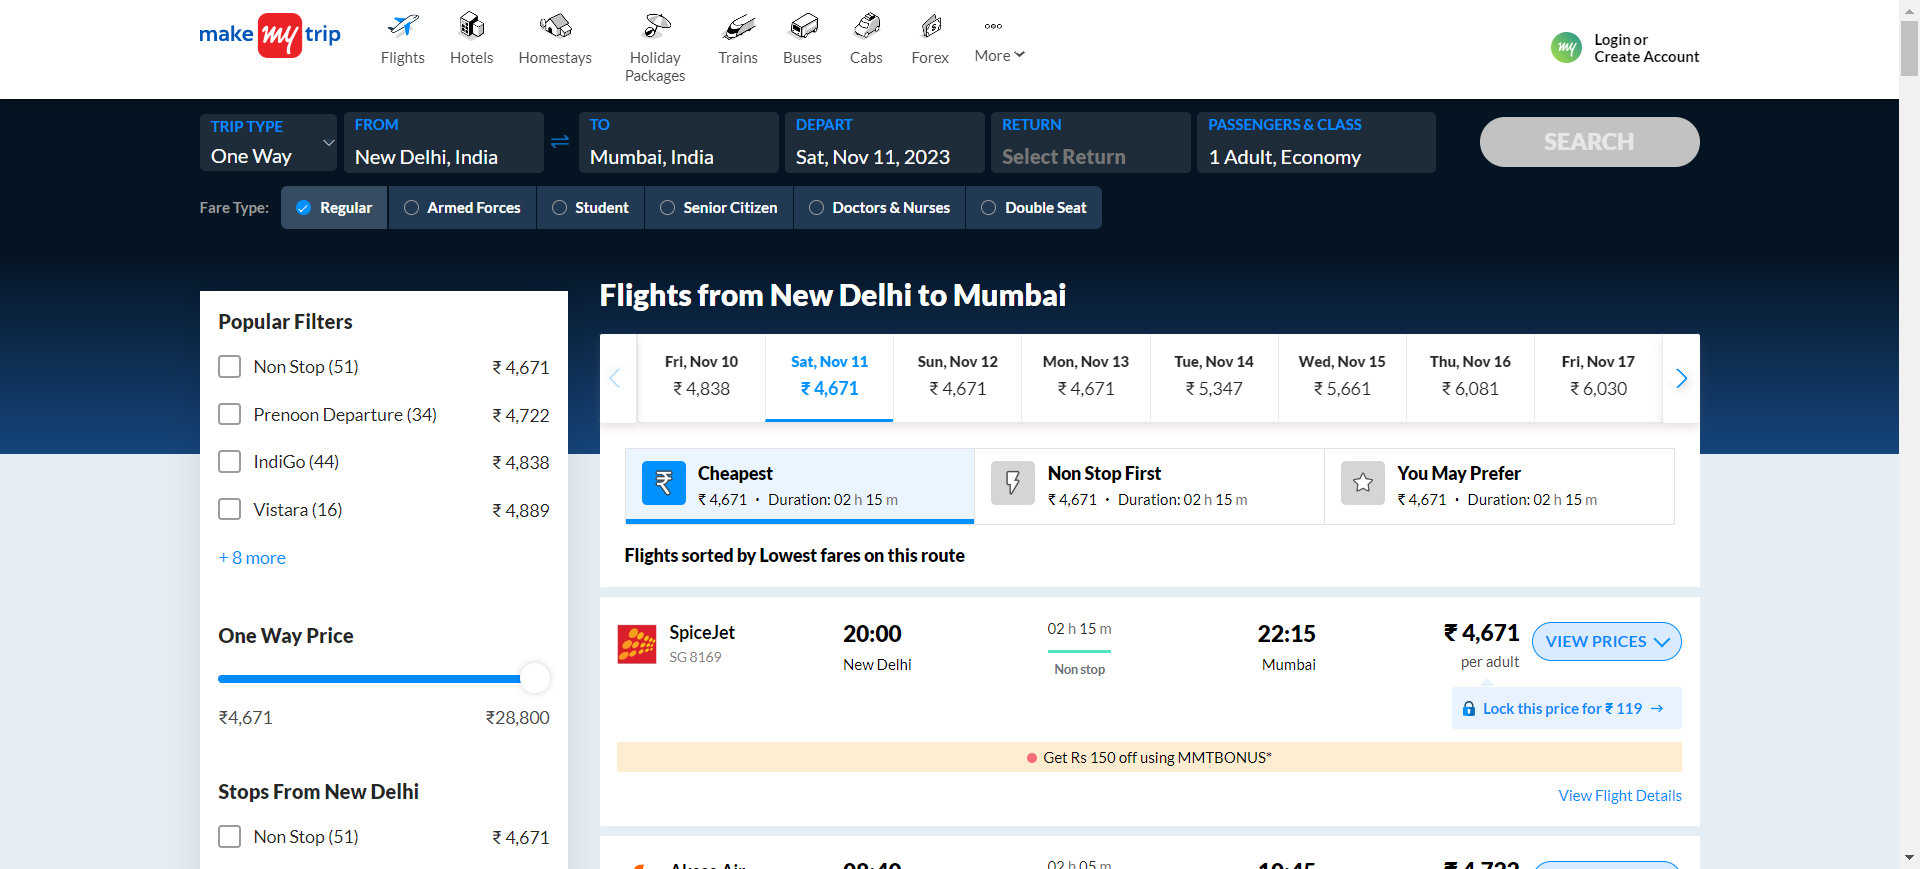 make my trip
Flights
Hotels
Homestays
Holiday
Packages
Trains
Buses
Cabs
Forex
More
my
Login or
Create Account
TRIP TYPE
One Way
FROM
New Delhi, India
TO
Mumbai, India
DEPART
Sat, Nov 11, 2023
RETURN
Select Return
PASSENGERS & CLASS
1 Adult, Economy
SEARCH
Fare Type:
Regular
Armed Forces
Student
Senior Citizen
Doctors & Nurses
Double Seat
Popular Filters
Non Stop (51) ₹ 4,671
Prenoon Departure (34) ₹ 4,722
IndiGo (44) ₹ 4,838
Vistara (16) ₹ 4,889
+ 8 more
One Way Price
₹4,671 ₹28,800
Stops From New Delhi
Non Stop (51) ₹ 4,671
Flights from New Delhi to Mumbai
Fri, Nov 10
₹ 4,838
Sat, Nov 11
₹ 4,671
Sun, Nov 12
₹ 4,671
Mon, Nov 13
₹ 4,671
Tue, Nov 14
₹ 5,347
Wed, Nov 15
₹ 5,661
Thu, Nov 16
₹ 6,081
Fri, Nov 17
₹ 6,030
₹
Cheapest
₹ 4,671 · Duration: 02 h 15 m
Non Stop First
₹ 4,671 · Duration: 02 h 15 m
You May Prefer
₹ 4,671 · Duration: 02 h 15 m
Flights sorted by Lowest fares on this route
SpiceJet
SG 8169
20:00
New Delhi
02 h 15 m
Non stop
22:15
Mumbai
₹ 4,671
per adult
VIEW PRICES
Lock this price for ₹ 119 →
Get Rs 150 off using MMTBONUS*
View Flight Details
02 h 05 m
₹ 4,722